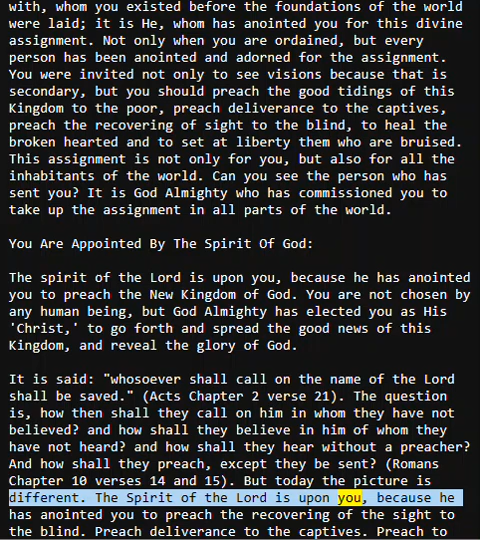 with, whom you existed before the foundations of the world
were laid; it is He, whom has anointed you for this divine
assignment. Not only when you are ordained, but every
person has been anointed and adorned for the assignment.
You were invited not only to see visions because that is
secondary, but you should preach the good tidings of this
Kingdom to the poor, preach deliverance to the captives,
preach the recovering of sight to the blind, to heal the
broken hearted and to set at liberty them who are bruised.
This assignment is not only for you, but also for all the
inhabitants of the world. Can you see the person who has
sent you? It is God Almighty who has commissioned you to
take up the assignment in all parts of the world.

You Are Appointed By The Spirit Of God:

The spirit of the Lord is upon you, because he has anointed
you to preach the New Kingdom of God. You are not chosen by
any human being, but God Almighty has elected you as His
'Christ,' to go forth and spread the good news of this
Kingdom, and reveal the glory of God.

It is said: "whosoever shall call on the name of the Lord
shall be saved." (Acts Chapter 2 verse 21). The question
is, how then shall they call on him in whom they have not
believed? and how shall they believe in him of whom they
have not heard? and how shall they hear without a preacher?
And how shall they preach, except they be sent? (Romans
Chapter 10 verses 14 and 15). But today the picture is
different. The Spirit of the Lord is upon you, because he
has anointed you to preach the recovering of the sight to
the blind. Preach deliverance to the captives. Preach to